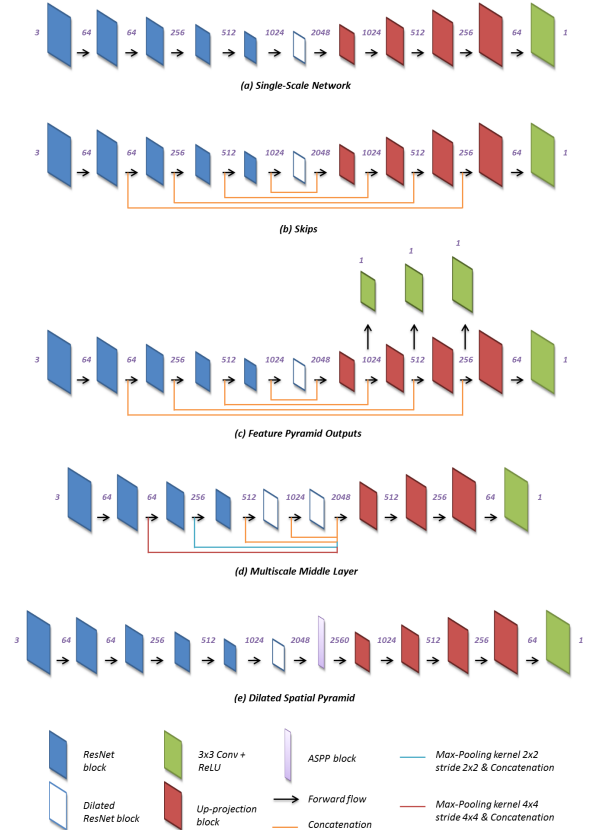 3 64 64 256 512 1024 2048 1024 512 256 64 1
(a) Single-Scale Network
3 64 64 256 512 1024 2048 1024 512 256 64 1
(b) Skips
1 1 1
3 64 64 256 512 1024 2048 1024 512 256 64 1
(c) Feature Pyramid Outputs
3 64 64 256 512 1024 2048 512 256 64 1
(d) Multiscale Middle Layer
3 64 64 256 512 1024 2048 2560 1024 512 256 64 1
(e) Dilated Spatial Pyramid
ResNet
block
3x3 Conv +
ReLU
ASPP block
Max-Pooling kernel 2x2
stride 2x2 & Concatenation
Dilated
ResNet block
Up-projection
block
Forward flow
Concatenation
Max-Pooling kernel 4x4
stride 4x4 & Concatenation